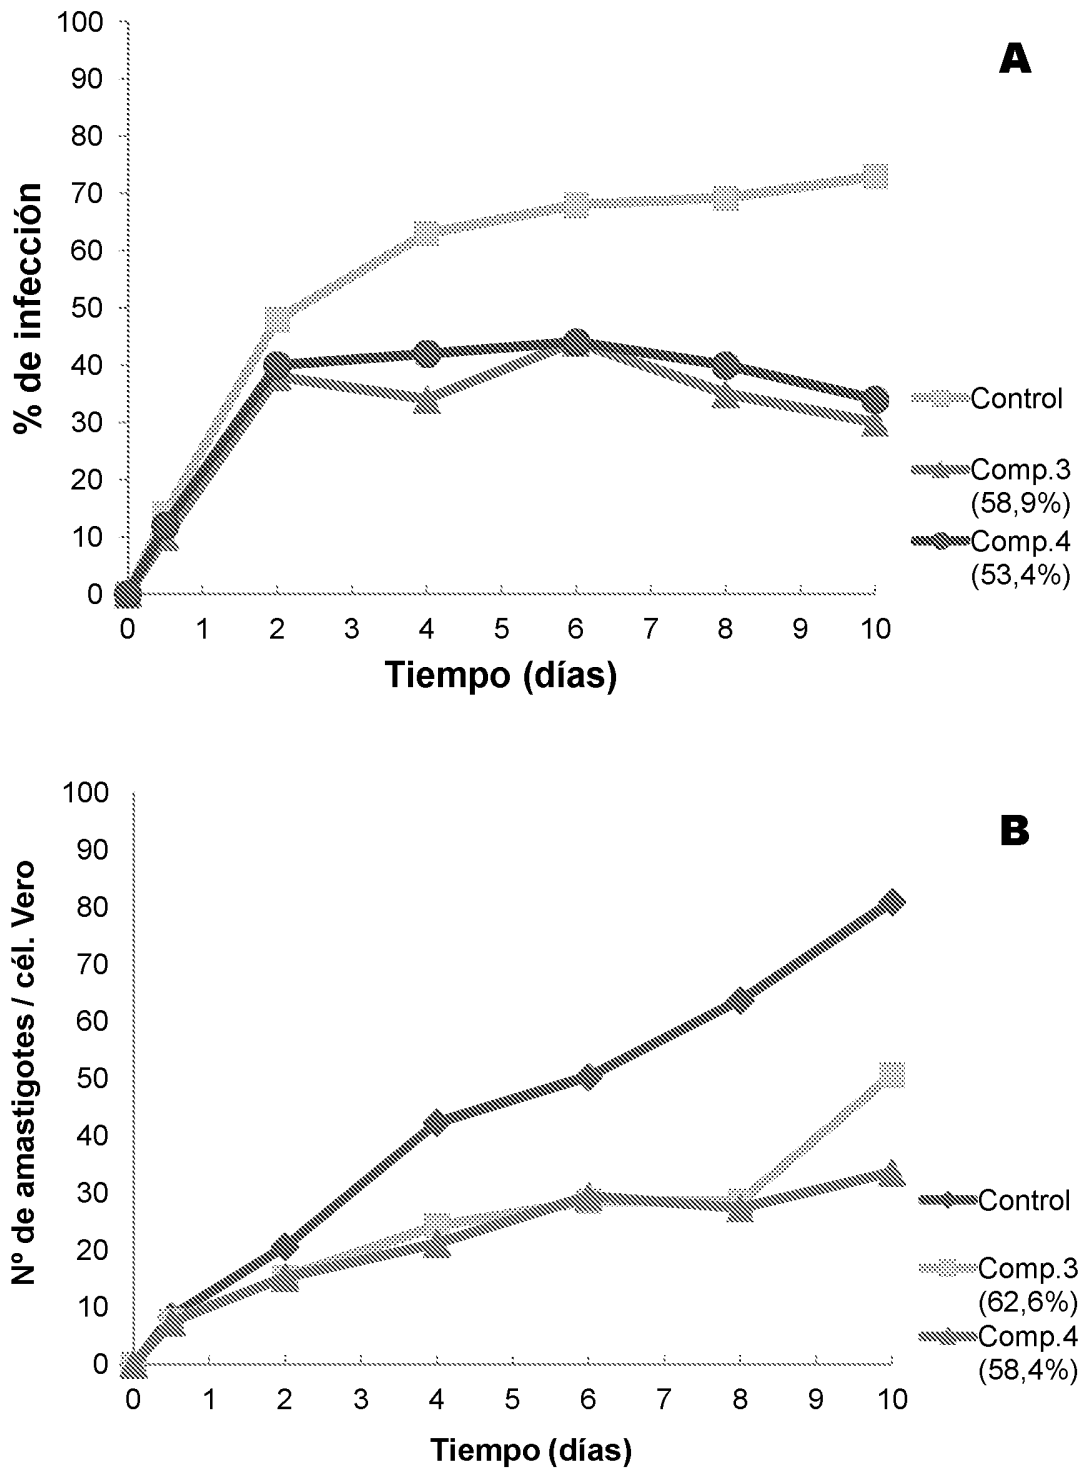 A
100
90
80
70
60
50
40
30
20
10
0
% de infección
0 1 2 3 4 5 6 7 8 9 10
Tiempo (días)
Control
Comp.3
(58,9%)
Comp.4
(53,4%)
B
100
90
80
70
60
50
40
30
20
10
0
Nº de amastigotes / cél. Vero
0 1 2 3 4 5 6 7 8 9 10
Tiempo (días)
Control
Comp.3
(62,6%)
Comp.4
(58,4%)